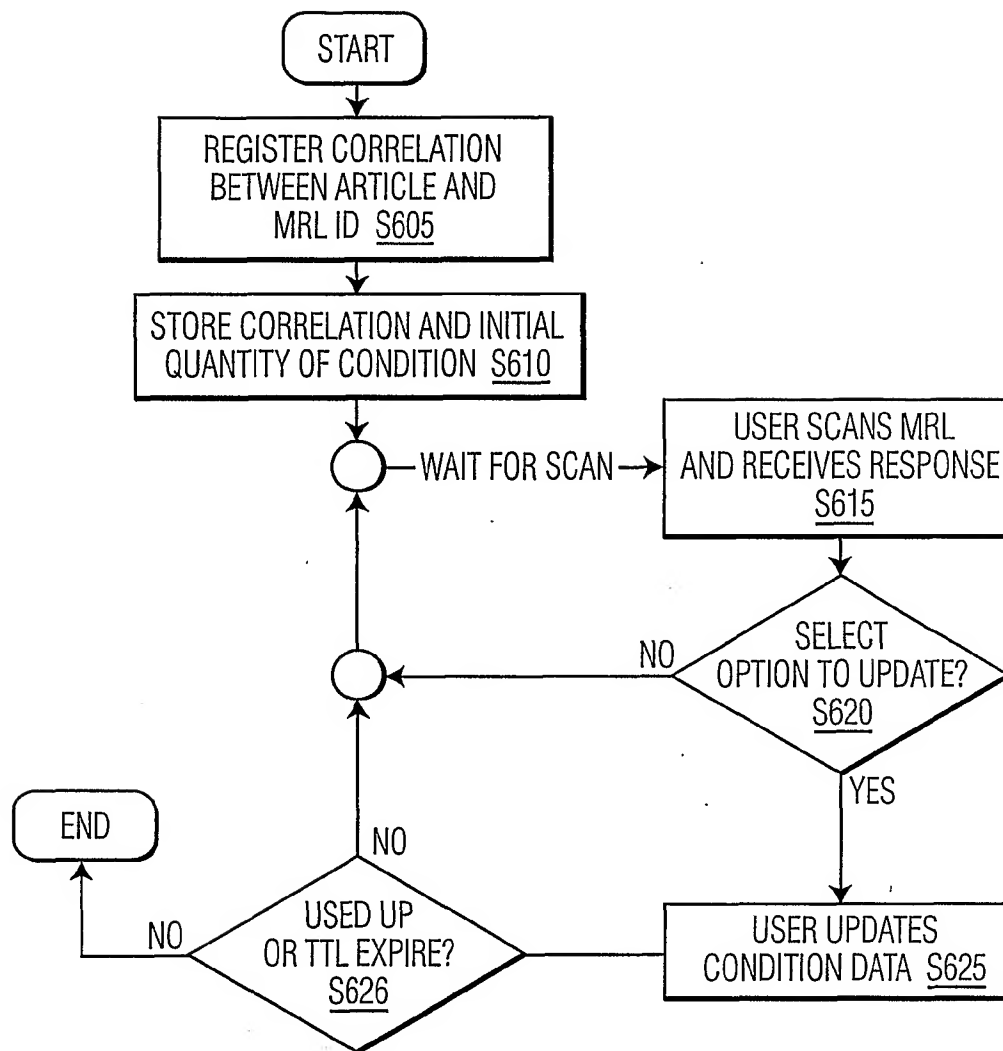 START
REGISTER CORRELATION
BETWEEN ARTICLE AND
MRL ID S605
STORE CORRELATION AND INITIAL
QUANTITY OF CONDITION S610
WAIT FOR SCAN
USER SCANS MRL
AND RECEIVES RESPONSE
S615
SELECT
OPTION TO UPDATE?
S620
NO
YES
USER UPDATES
CONDITION DATA S625
USED UP
OR TTL EXPIRE?
S626
NO
NO
END